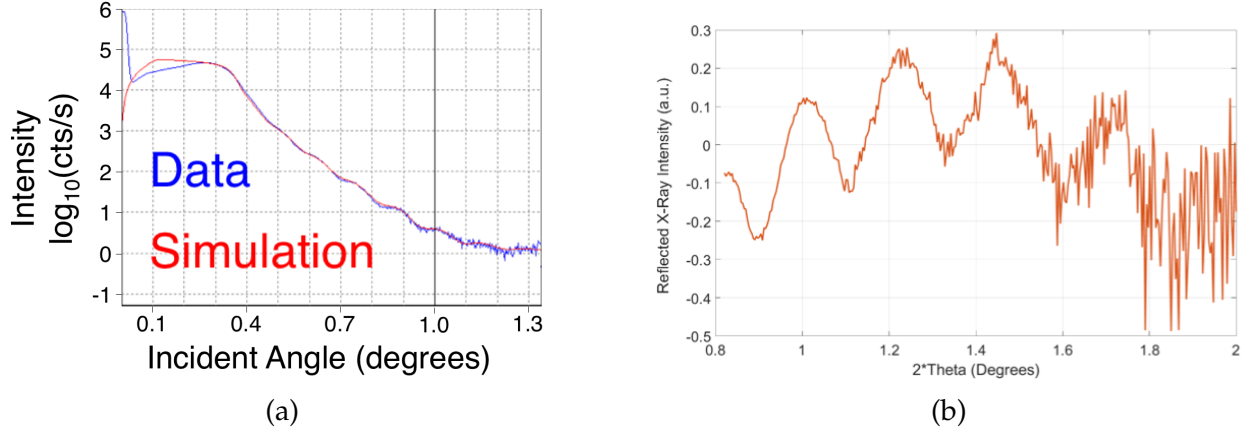 6
5
4
3
2
1
0
-1
Intensity
log₁₀(cts/s)
Data
Simulation
0.1 0.4 0.7 1.0 1.3
Incident Angle (degrees)
(a)
0.3
0.2
0.1
0
-0.1
-0.2
-0.3
-0.4
-0.5
Reflected X-Ray Intensity (a.u.)
0.8 1 1.2 1.4 1.6 1.8 2
2*Theta (Degrees)
(b)